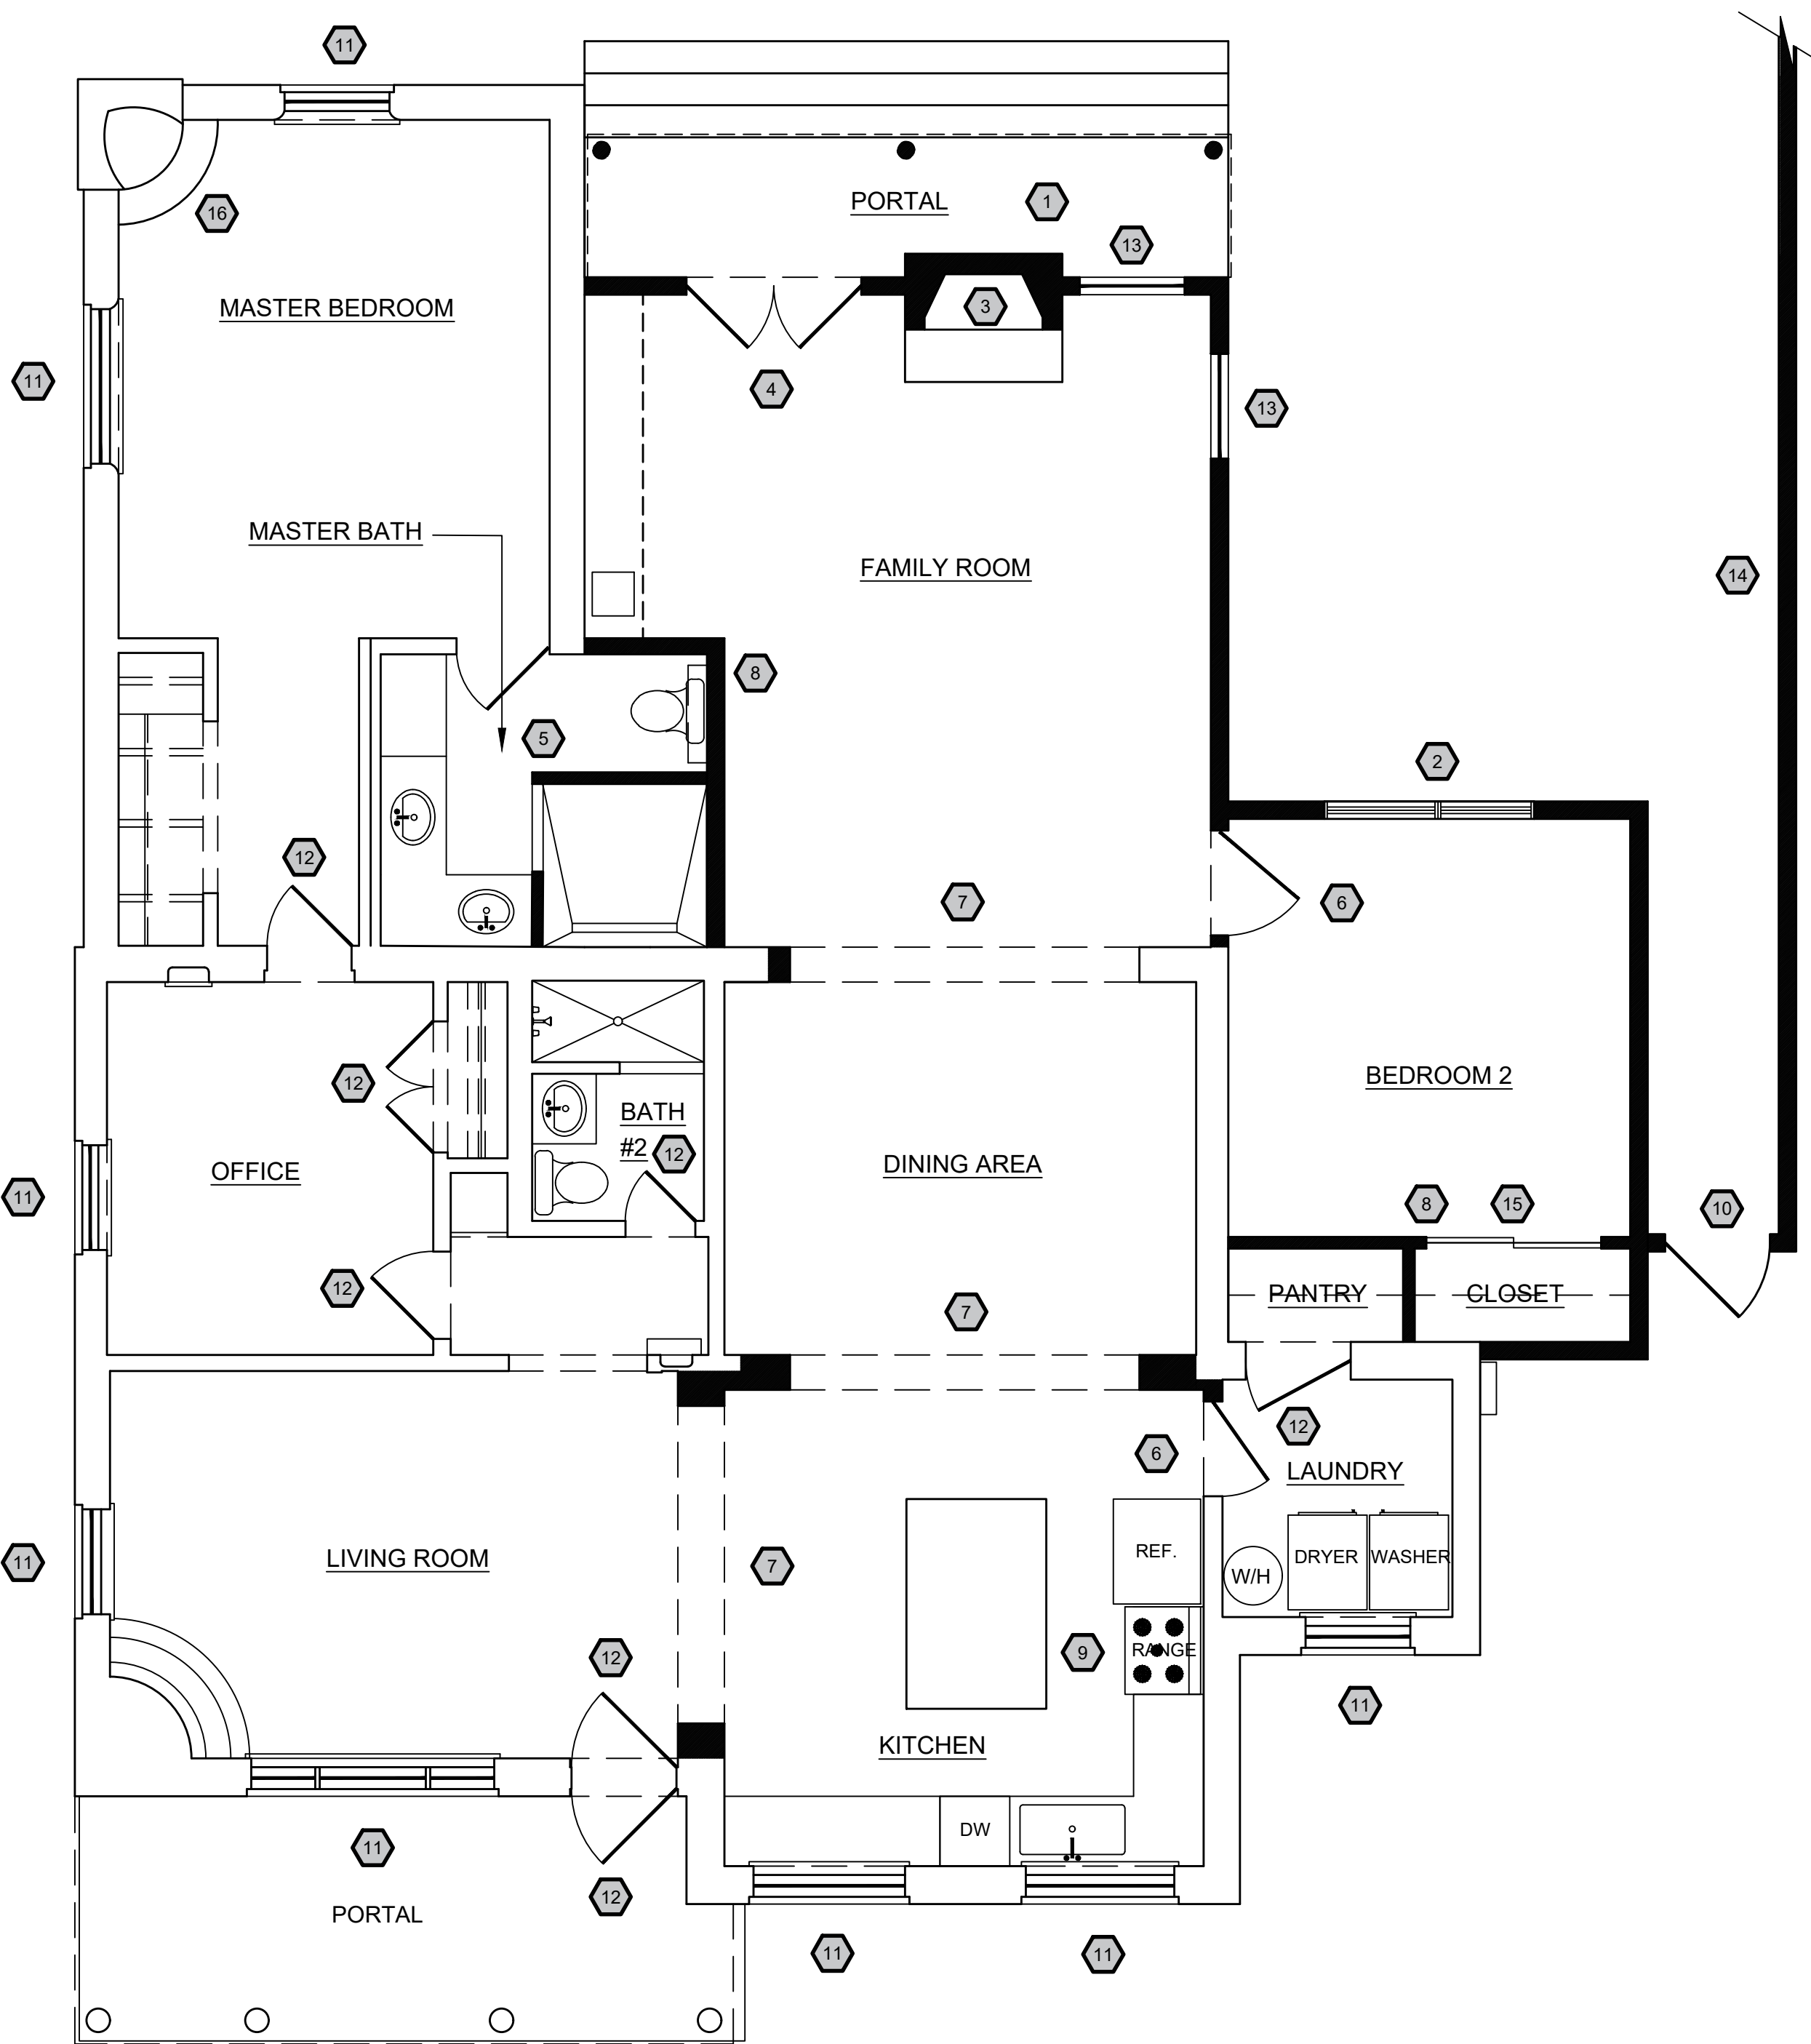 11
PORTAL
1
16
13
MASTER BEDROOM
3
11
4
13
MASTER BATH
FAMILY ROOM
14
8
5
2
12
7
6
12
BEDROOM 2
BATH
#2
12
DINING AREA
OFFICE
11
8
15
10
12
7
PANTRY
CLOSET
12
6
LAUNDRY
REF.
DRYER
WASHER
W/H
11
LIVING ROOM
7
12
9
RANGE
11
KITCHEN
DW
11
12
PORTAL
11
11